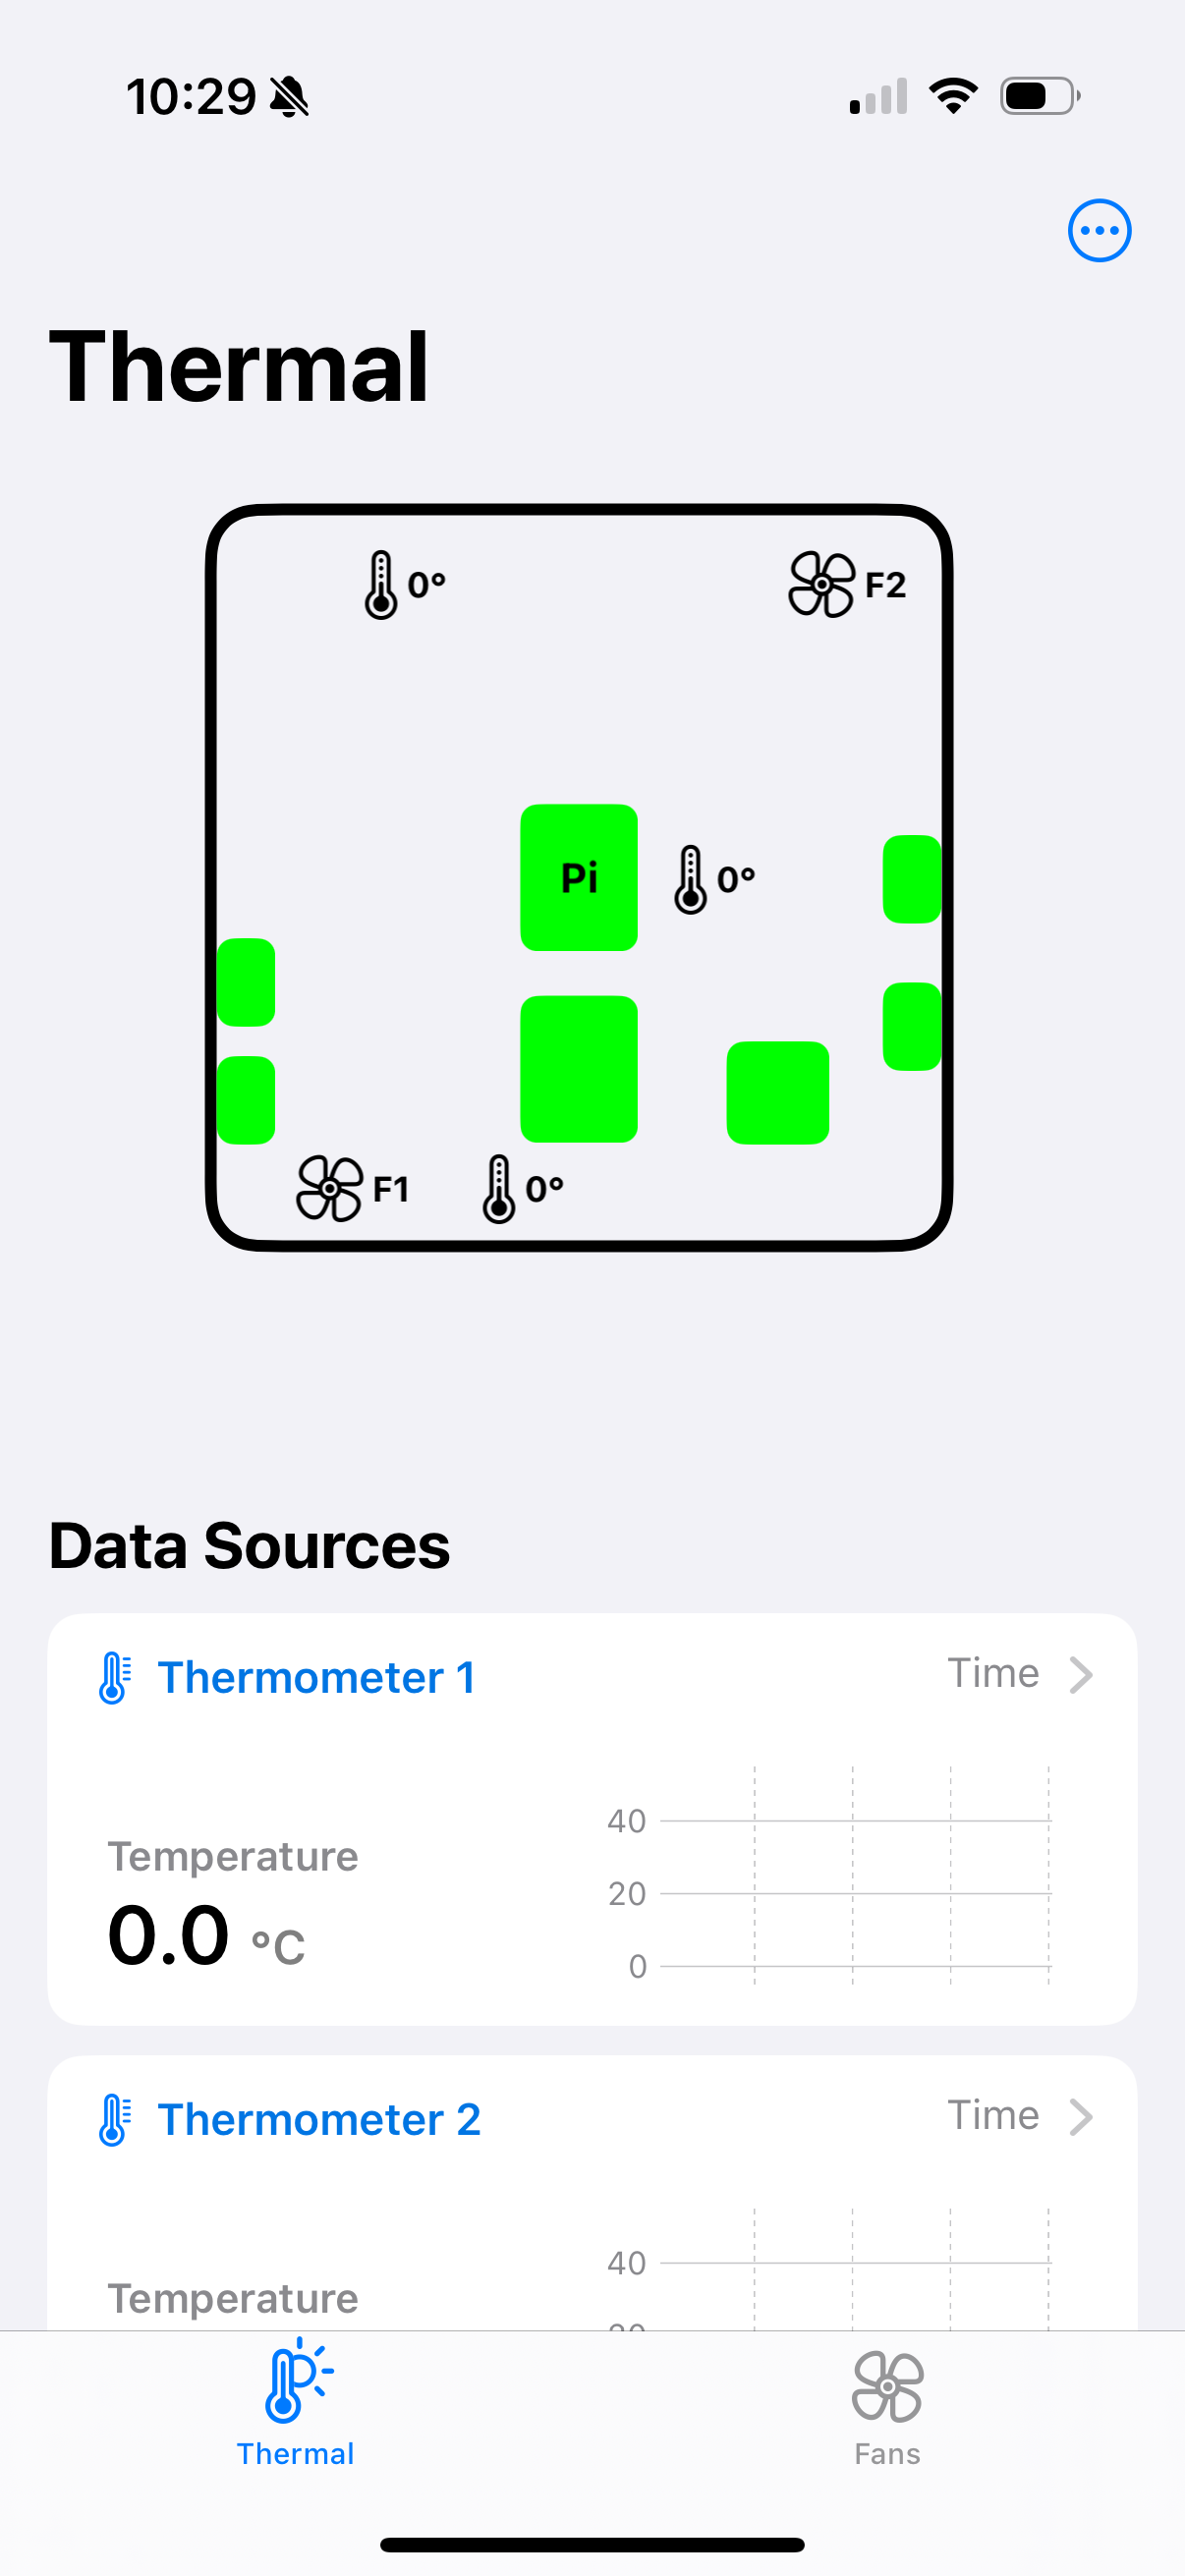 10:29
Thermal
0°
F2
Pi
0°
F1
0°
Data Sources
Thermometer 1
Time
40
Temperature
20
0.0 °C
0
Thermometer 2
Time
40
Temperature
Thermal
Fans